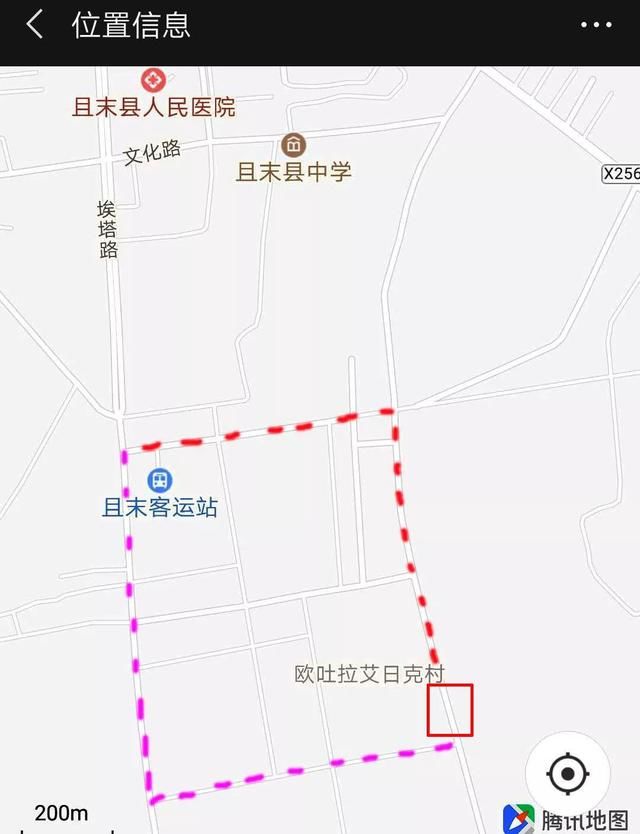 位置信息
且末县人民医院
文化路
且末县中学
X256
埃塔路
且末客运站
欧吐拉艾日克村
200m
腾讯地图